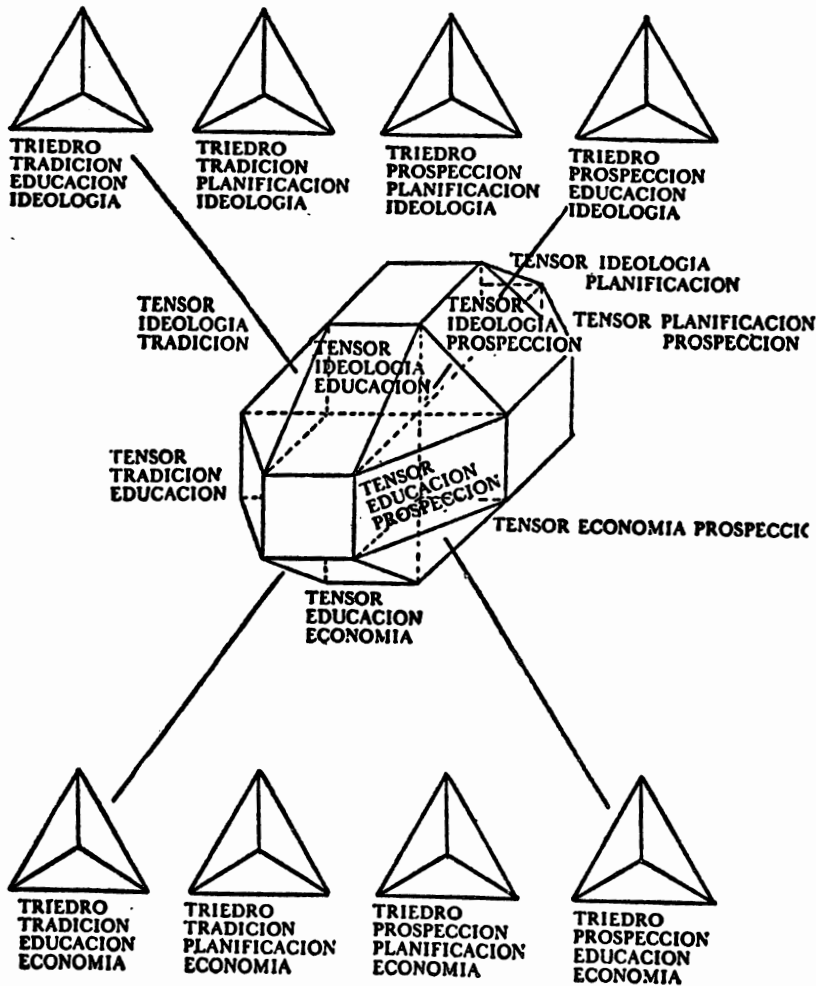 TRIEDRO
TRADICION
EDUCACION
IDEOLOGIA
TRIEDRO
TRADICION
PLANIFICACION
IDEOLOGIA
TRIEDRO
PROSPECCION
PLANIFICACION
IDEOLOGIA
TRIEDRO
PROSPECCION
EDUCACION
IDEOLOGIA
TENSOR IDEOLOGIA
PLANIFICACION
TENSOR
IDEOLOGIA
TRADICION
TENSOR
IDEOLOGIA
EDUCACION
TENSOR
IDEOLOGIA
PROSPECCION
TENSOR PLANIFICACION
PROSPECCION
TENSOR
TRADICION
EDUCACION
TENSOR
EDUCACION
PROSPECCION
TENSOR ECONOMIA PROSPECCIC
TENSOR
EDUCACION
ECONOMIA
TRIEDRO
TRADICION
EDUCACION
ECONOMIA
TRIEDRO
TRADICION
PLANIFICACION
ECONOMIA
TRIEDRO
PROSPECCION
PLANIFICACION
ECONOMIA
TRIEDRO
PROSPECCION
EDUCACION
ECONOMIA